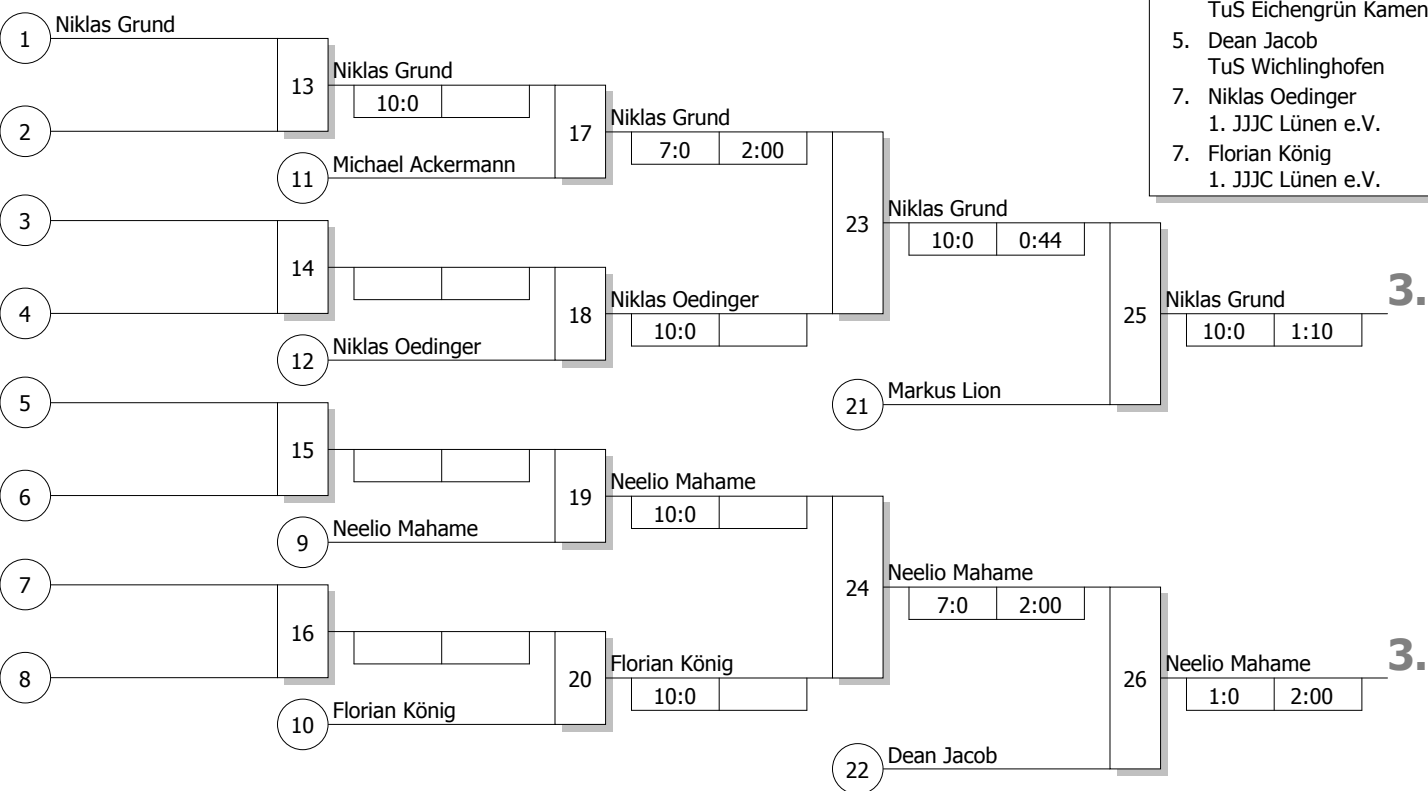 TuS Eichengrün Kamen
5. Dean Jacob
TuS Wichlinghofen
7. Niklas Oedinger
1. JJJC Lünen e.V.
7. Florian König
1. JJJC Lünen e.V.
1 Niklas Grund
2
13 Niklas Grund
10:0
11 Michael Ackermann
17 Niklas Grund
7:0 2:00
3
4
14
12 Niklas Oedinger
18 Niklas Oedinger
10:0
23 Niklas Grund
10:0 0:44
21 Markus Lion
25 Niklas Grund 3.
10:0 1:10
5
6
15
9 Neelio Mahame
19 Neelio Mahame
10:0
7
8
16
10 Florian König
20 Florian König
10:0
24 Neelio Mahame
7:0 2:00
22 Dean Jacob
26 Neelio Mahame 3.
1:0 2:00